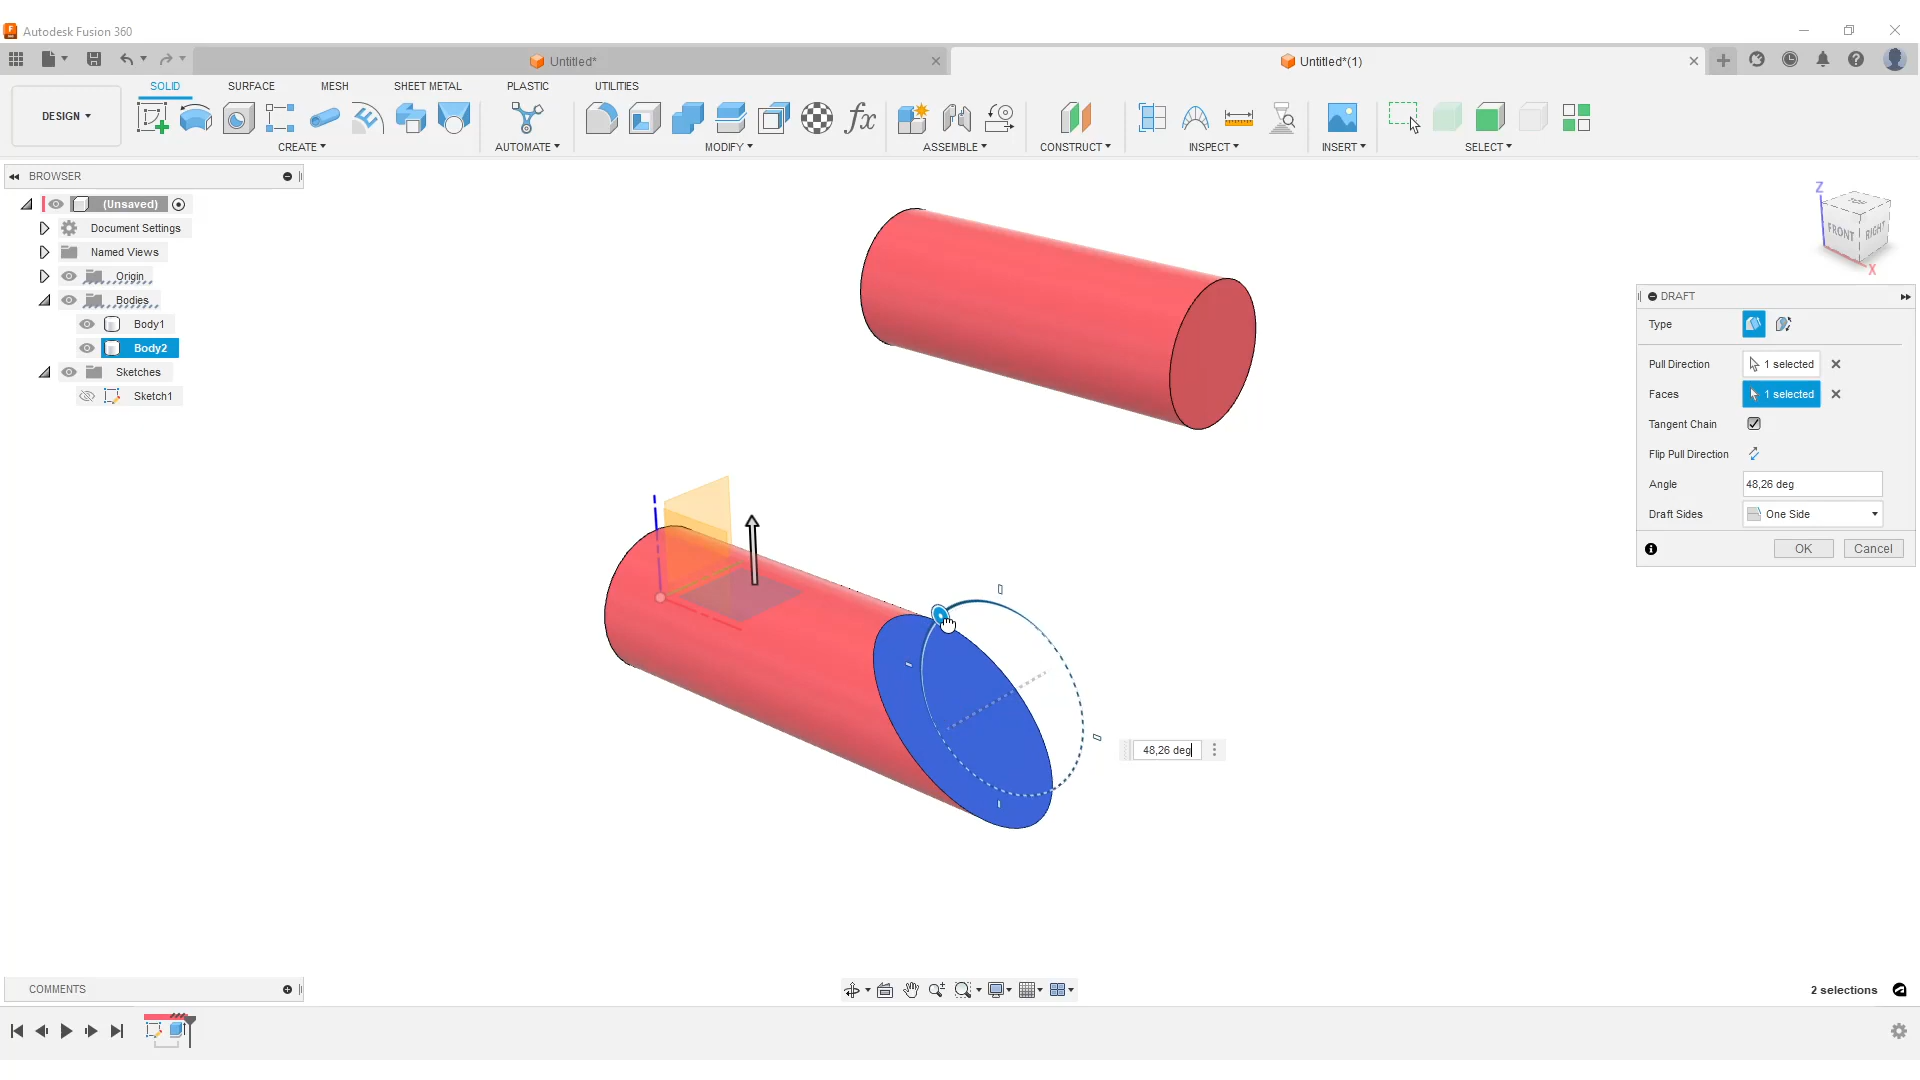 Autodesk Fusion 360
Untitled*
Untitled*(1)
SOLID SURFACE MESH SHEET METAL PLASTIC UTILITIES
DESIGN
fx
CREATE AUTOMATE MODIFY ASSEMBLE CONSTRUCT INSPECT INSERT SELECT
BROWSER
(Unsaved)
Document Settings
Named Views
Origin
Bodies
Body1
Body2
Sketches
Sketch1
Z
TOP
FRONT
RIGHT
X
DRAFT
Type
Pull Direction 1 selected
Faces 1 selected
Tangent Chain
Flip Pull Direction
Angle 48,26 deg
Draft Sides One Side
OK Cancel
48,26 deg
COMMENTS
2 selections